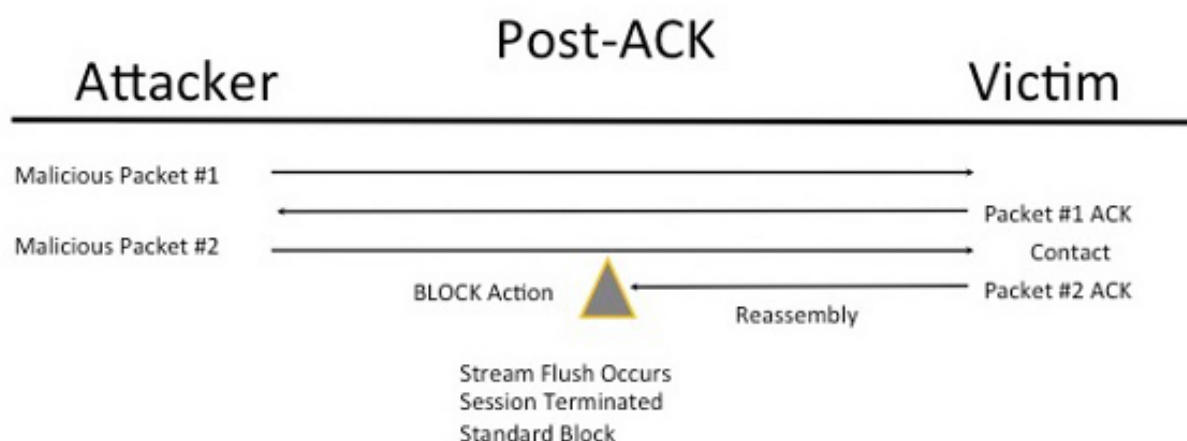 Post-ACK
Attacker
Victim
Malicious Packet #1
Packet #1 ACK
Malicious Packet #2
Contact
BLOCK Action
Packet #2 ACK
Reassembly
Stream Flush Occurs
Session Terminated
Standard Block